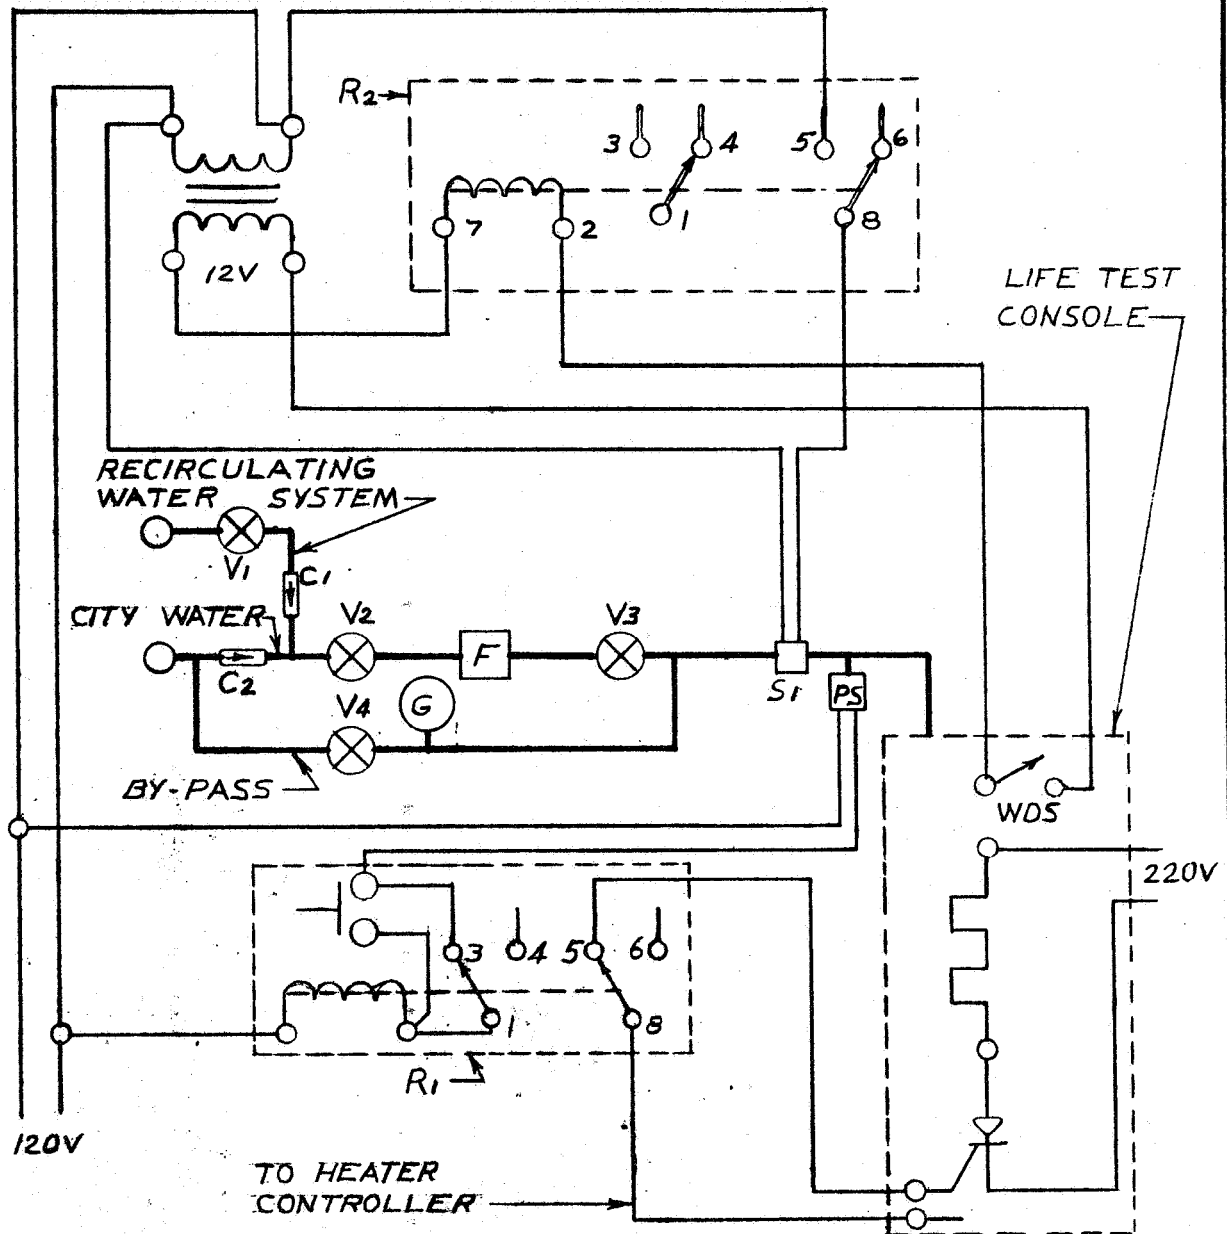 R2
3
4
5
6
7
2
1
8
12V
LIFE TEST
CONSOLE
RECIRCULATING
WATER SYSTEM
V1
C1
CITY WATER
V2
V3
F
C2
S1
PS
V4
G
BY-PASS
WDS
220V
3
4
5
6
1
8
R1
120V
TO HEATER
CONTROLLER